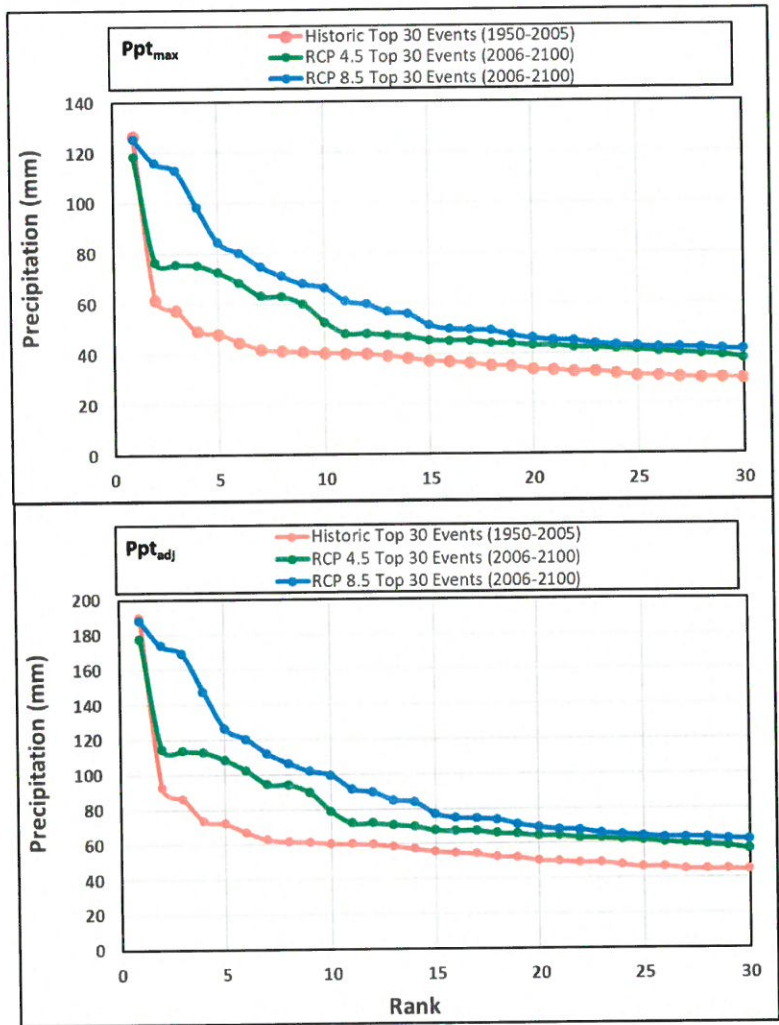 Ppt_max
Historic Top 30 Events (1950-2005)
RCP 4.5 Top 30 Events (2006-2100)
RCP 8.5 Top 30 Events (2006-2100)
140
120
100
80
60
40
20
0
Precipitation (mm)
0 5 10 15 20 25 30
Ppt_adj
Historic Top 30 Events (1950-2005)
RCP 4.5 Top 30 Events (2006-2100)
RCP 8.5 Top 30 Events (2006-2100)
200
180
160
140
120
100
80
60
40
20
0
Precipitation (mm)
0 5 10 15 20 25 30
Rank